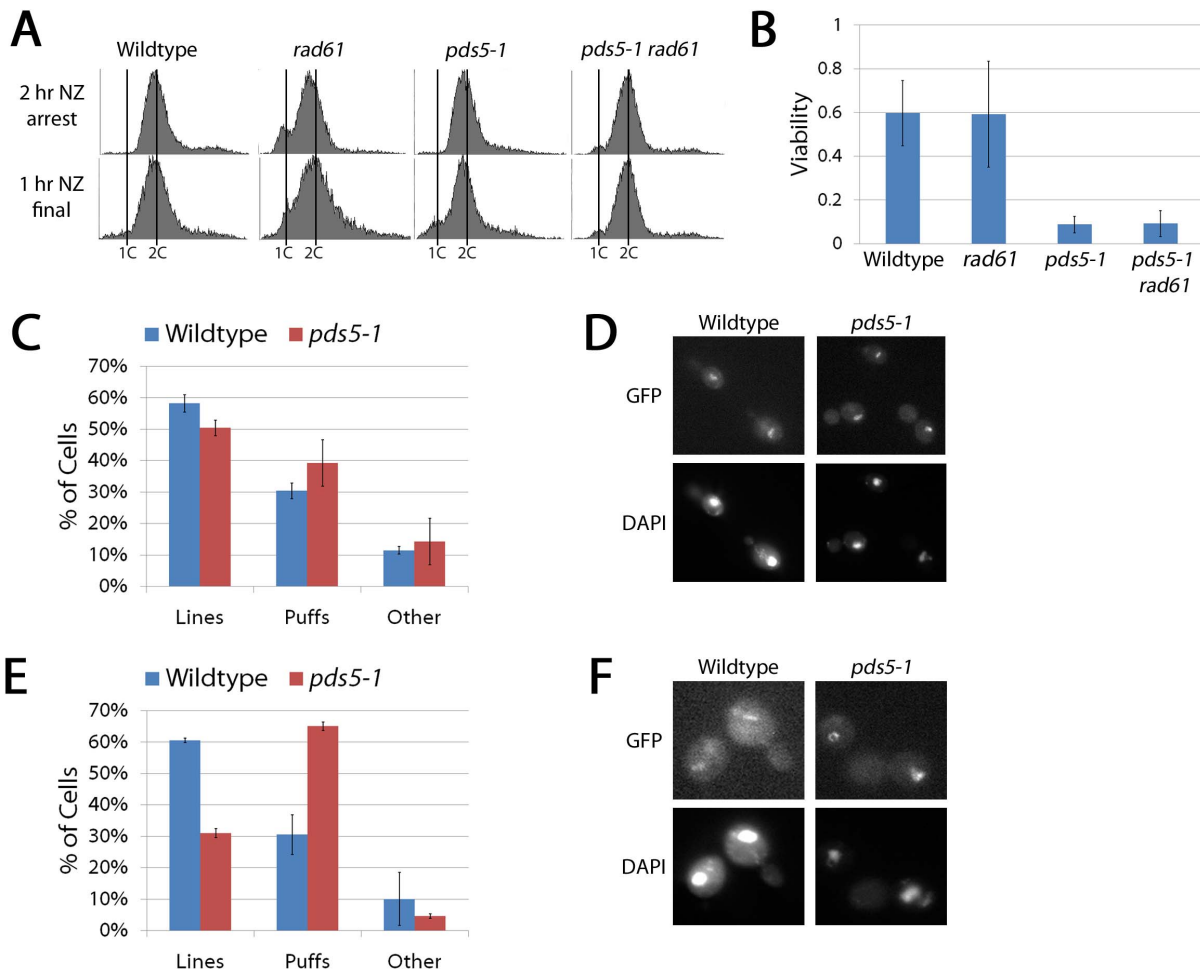 A
Wildtype
rad61
pds5-1
pds5-1 rad61
2 hr NZ
arrest
1 hr NZ
final
1C 2C
1C 2C
1C 2C
1C 2C
B
Viability
1
0.8
0.6
0.4
0.2
0
Wildtype
rad61
pds5-1
pds5-1
rad61
C
Wildtype
pds5-1
% of Cells
70%
60%
50%
40%
30%
20%
10%
0%
Lines
Puffs
Other
D
Wildtype
pds5-1
GFP
DAPI
E
Wildtype
pds5-1
% of Cells
70%
60%
50%
40%
30%
20%
10%
0%
Lines
Puffs
Other
F
Wildtype
pds5-1
GFP
DAPI